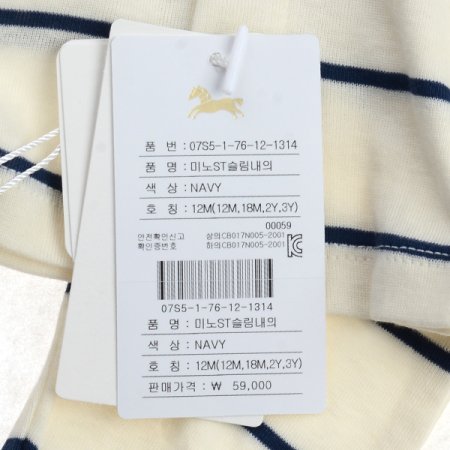 품 번 : 07S5-1-76-12-1314
품 명 : 미노ST슬림내의
색 상 : NAVY
호 칭 : 12M(12M,18M,2Y,3Y)
00059
안전확인신고 상의CB017N005-2001
확인증번호 하의CB017N005-2001
07S5-1-76-12-1314
품 명 : 미노ST슬림내의
색 상 : NAVY
호 칭 : 12M(12M,18M,2Y,3Y)
판매가격 : ₩ 59,000